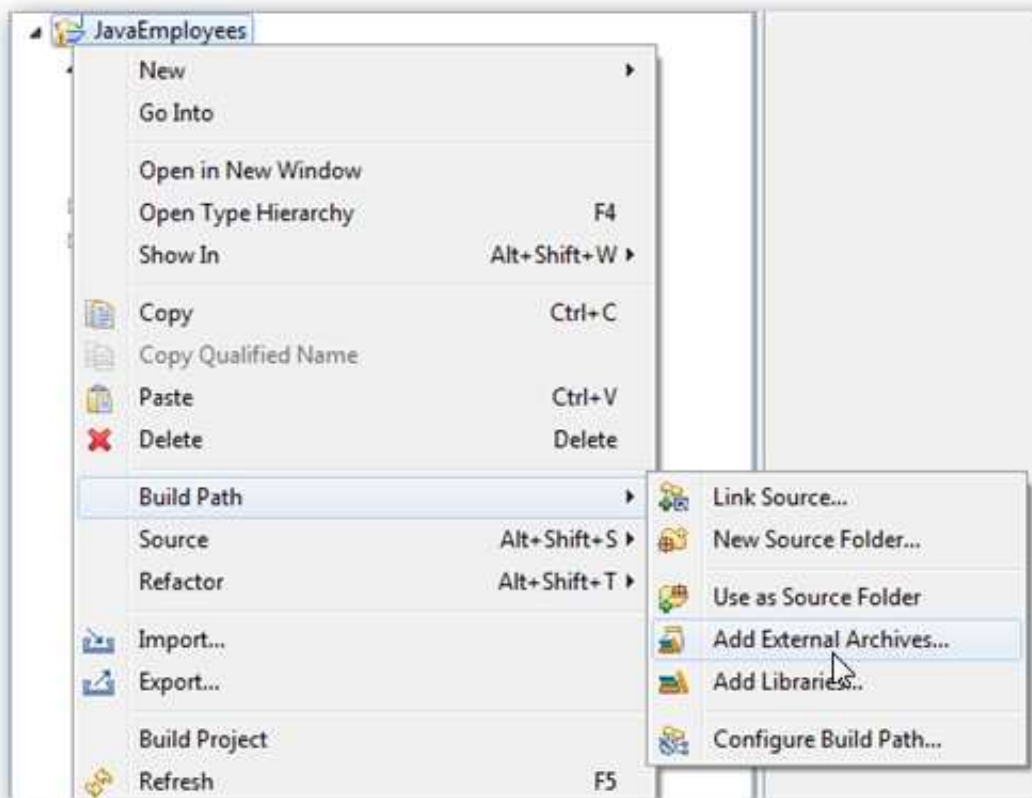 JavaEmployees
New
Go Into
Open in New Window
Open Type Hierarchy F4
Show In Alt+Shift+W
Copy Ctrl+C
Copy Qualified Name
Paste Ctrl+V
Delete Delete
Build Path
Source Alt+Shift+S
Refactor Alt+Shift+T
Import...
Export...
Build Project
Refresh F5
Link Source...
New Source Folder...
Use as Source Folder
Add External Archives...
Add Libraries...
Configure Build Path...